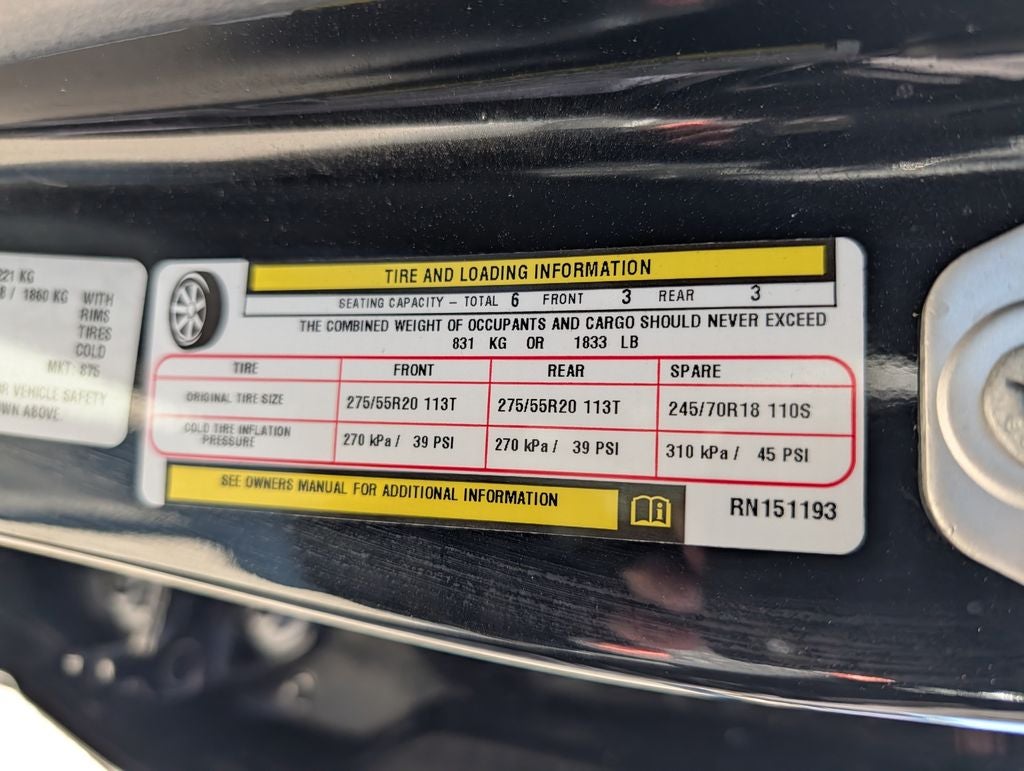 221 KG
/ 1860 KG WITH
RIMS
TIRES
COLD
MKT: 875
VEHICLE SAFETY
OWN ABOVE.
TIRE AND LOADING INFORMATION
SEATING CAPACITY – TOTAL 6 FRONT 3 REAR 3
THE COMBINED WEIGHT OF OCCUPANTS AND CARGO SHOULD NEVER EXCEED
831 KG OR 1833 LB
TIRE FRONT REAR SPARE
ORIGINAL TIRE SIZE 275/55R20 113T 275/55R20 113T 245/70R18 110S
COLD TIRE INFLATION
PRESSURE 270 kPa / 39 PSI 270 kPa / 39 PSI 310 kPa / 45 PSI
SEE OWNERS MANUAL FOR ADDITIONAL INFORMATION
RN151193